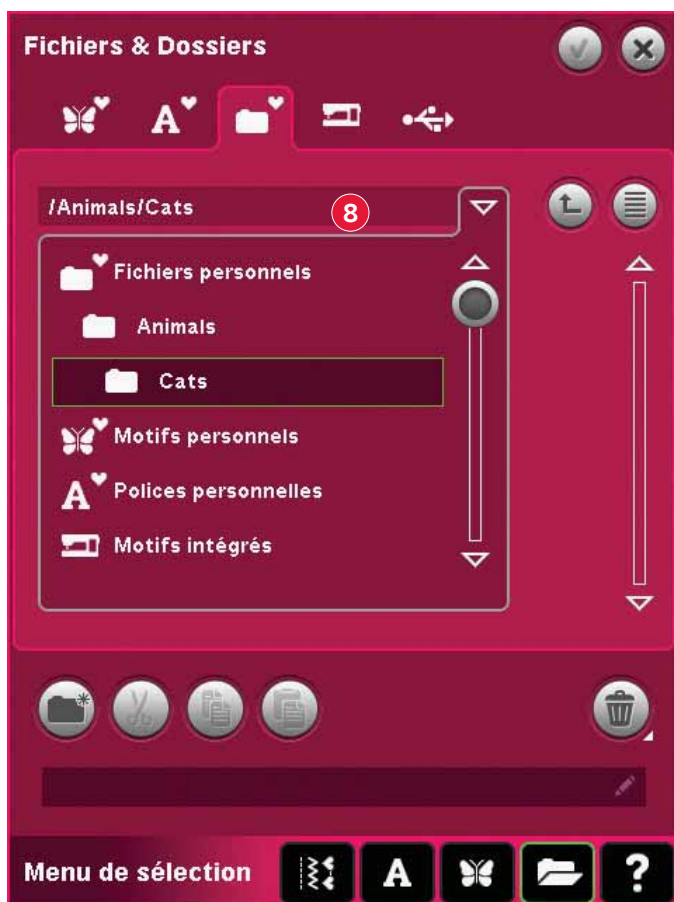 Fichiers & Dossiers
A
/Animals/Cats
8
Fichiers personnels
Animals
Cats
Motifs personnels
A Polices personnelles
Motifs intégrés
Menu de sélection A ?